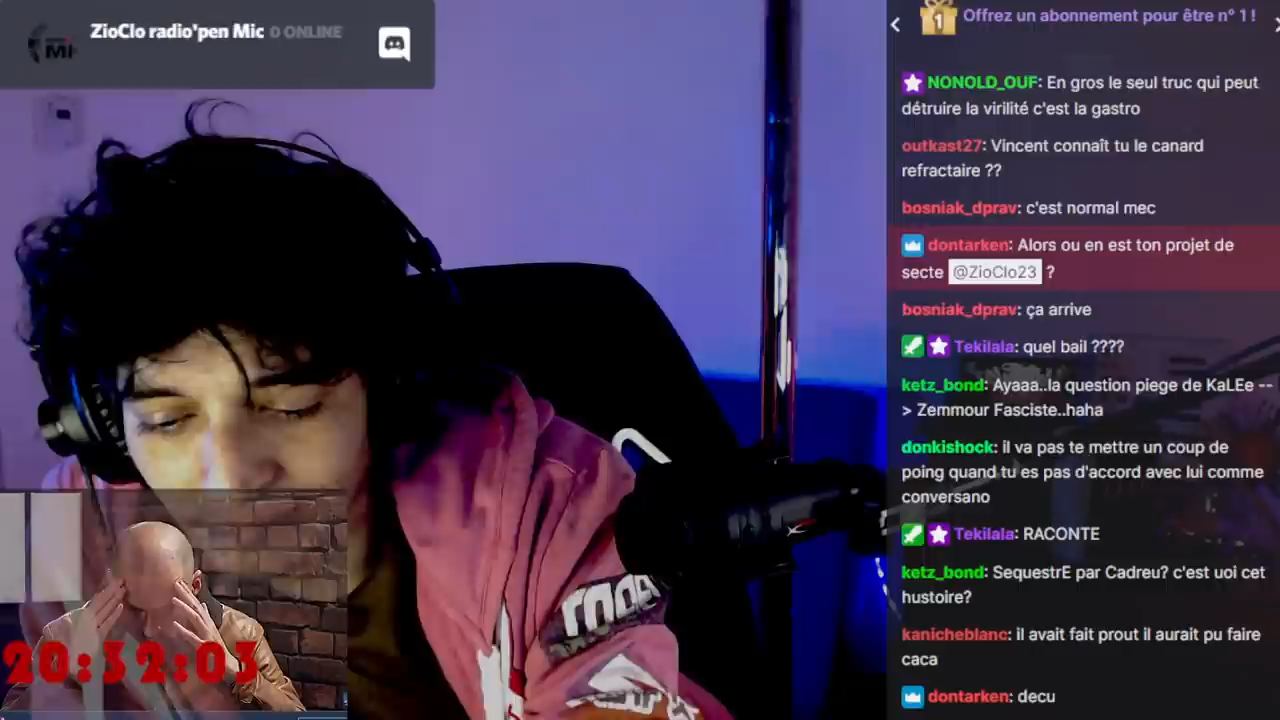 ZioClo radio'pen Mic 0 ONLINE
MI
1
Offrez un abonnement pour être n° 1 !
NONOLD_OUF: En gros le seul truc qui peut
détruire la virilité c'est la gastro
outkast27: Vincent connaît tu le canard
refractaire ??
bosniak_dprav: c'est normal mec
dontarken: Alors ou en est ton projet de
secte @ZioClo23 ?
bosniak_dprav: ça arrive
Tekilala: quel bail ????
ketz_bond: Ayaaa..la question piege de KaLEe --
> Zemmour Fasciste..haha
donkishock: il va pas te mettre un coup de
poing quand tu es pas d'accord avec lui comme
conversano
Tekilala: RACONTE
ketz_bond: SequestrE par Cadreu? c'est uoi cet
hustoire?
kanicheblanc: il avait fait prout il aurait pu faire
caca
dontarken: decu
20:32:03